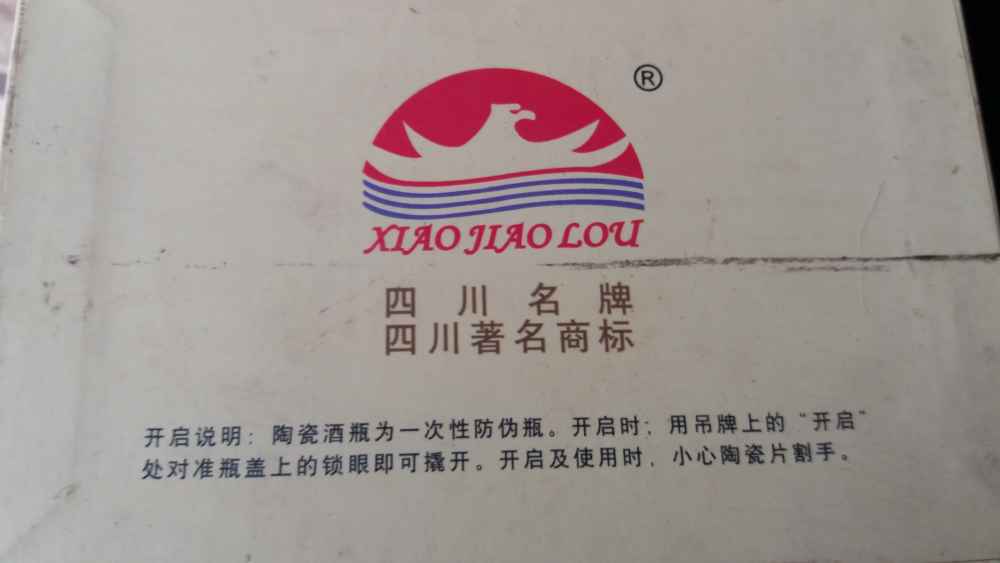 ®
XIAO JIAO LOU
四川名牌
四川著名商标
开启说明：陶瓷酒瓶为一次性防伪瓶。开启时；用吊牌上的“开启”
处对准瓶盖上的锁眼即可撬开。开启及使用时，小心陶瓷片割手。